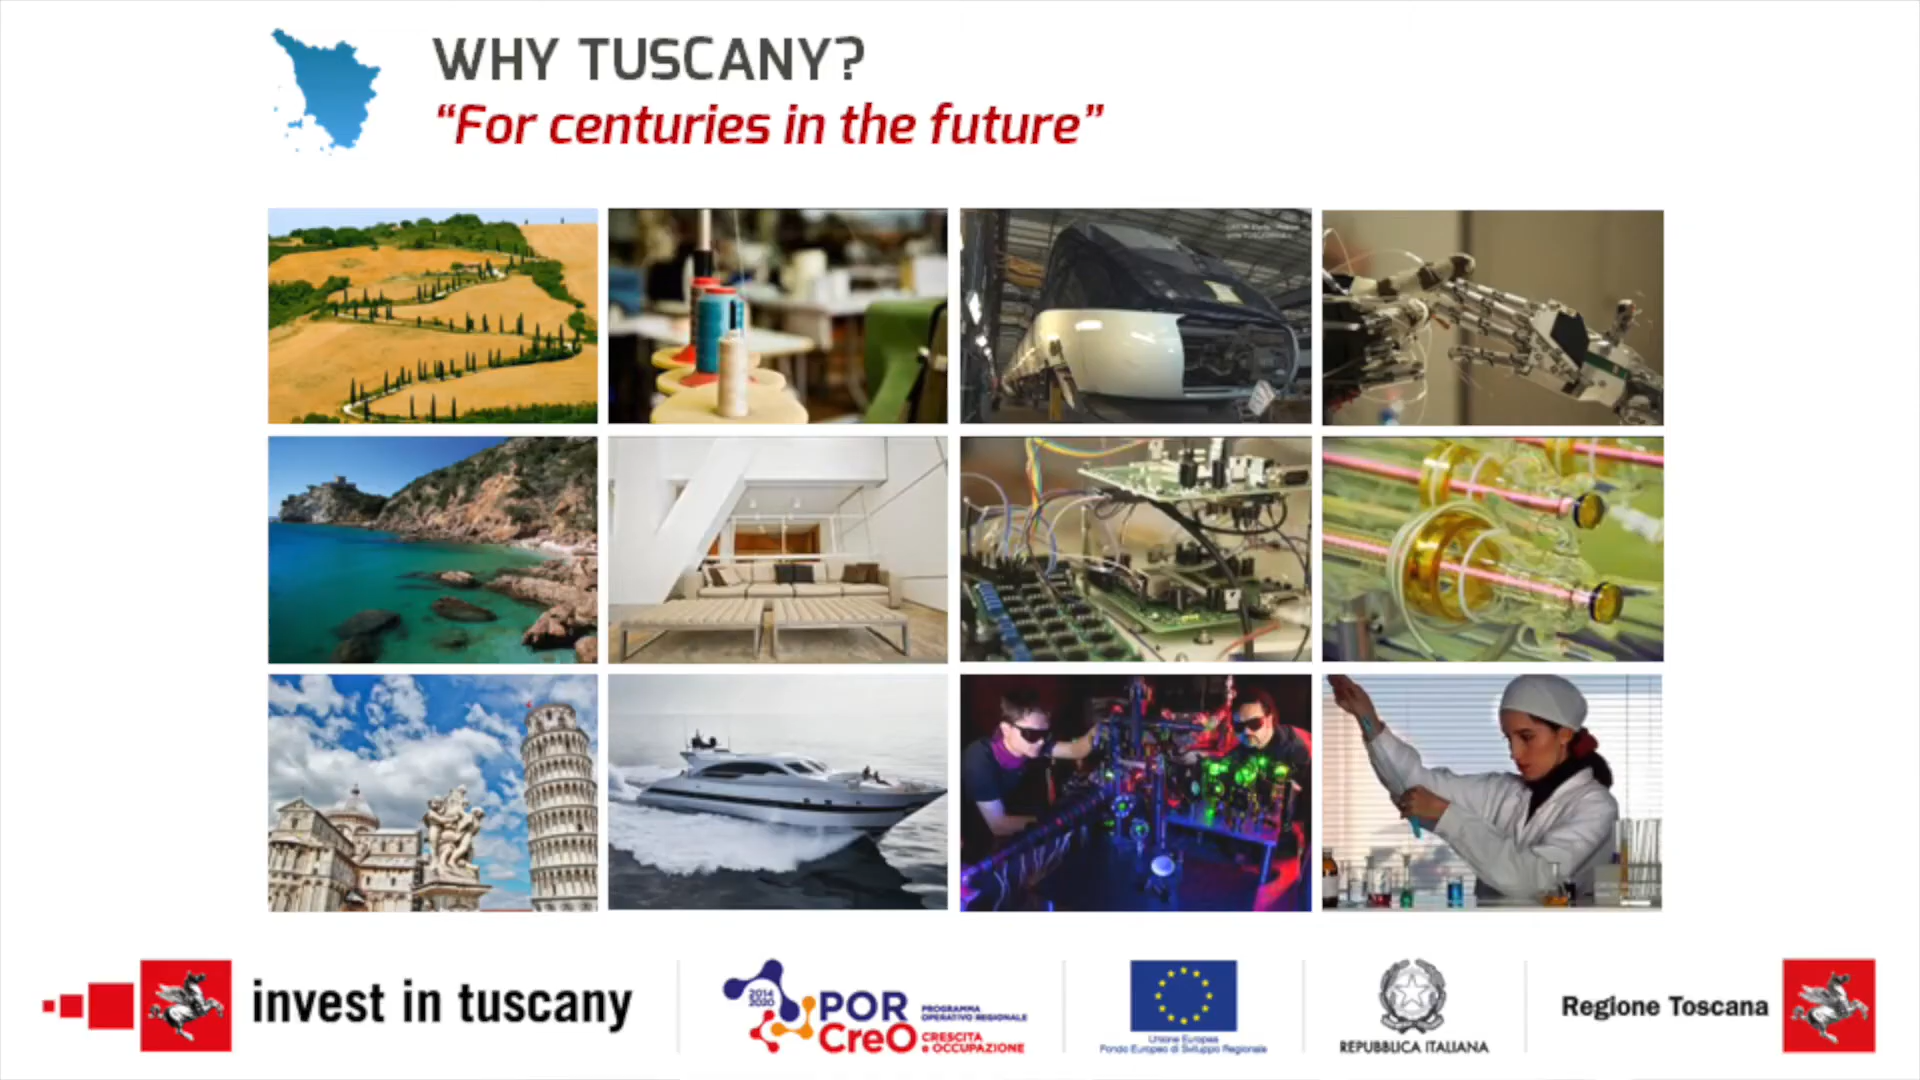 WHY TUSCANY?
“For centuries in the future”
invest in tuscany
2014
2020
POR
CreO
PROGRAMMA
OPERATIVO REGIONALE
CRESCITA
e OCCUPAZIONE
Unione Europea
Fondo Europeo di Sviluppo Regionale
REPUBBLICA ITALIANA
Regione Toscana